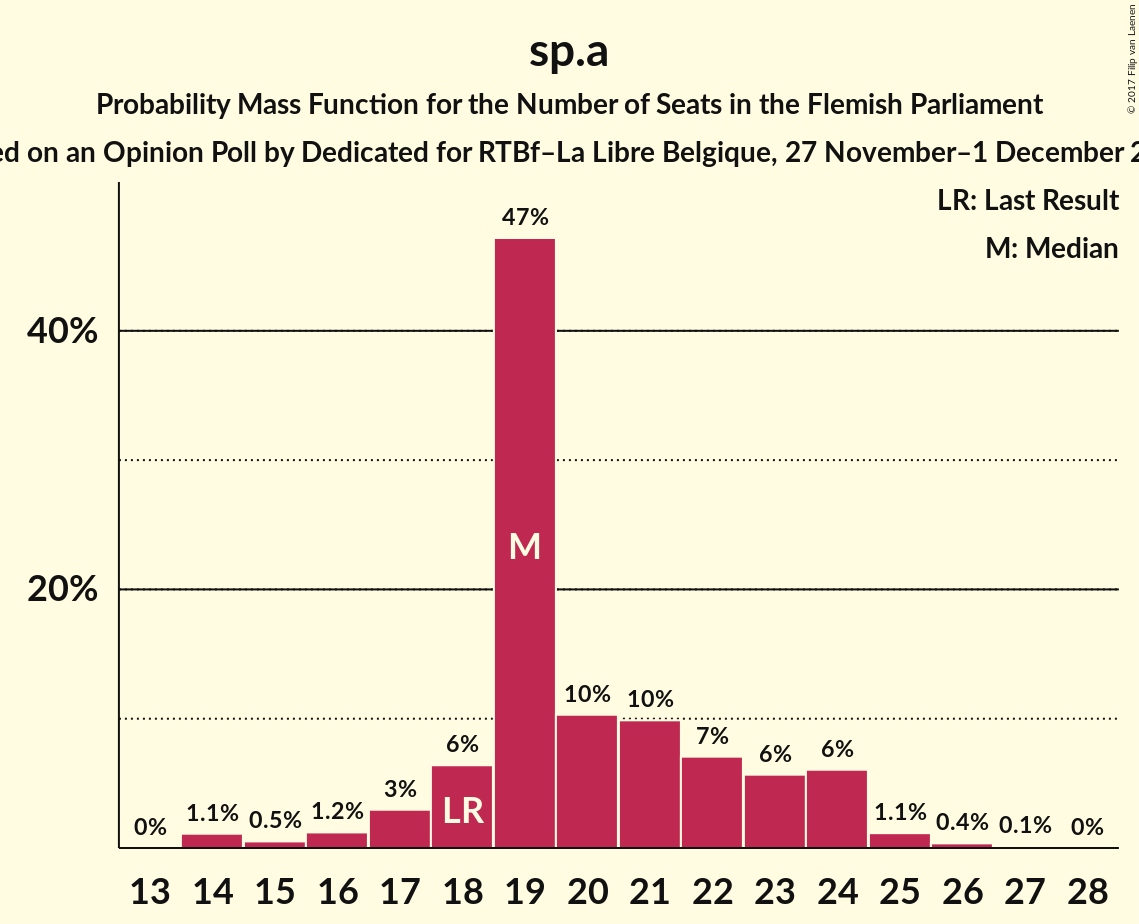 © 2017 Filip van Laenen
sp.a
Probability Mass Function for the Number of Seats in the Flemish Parliament
on an Opinion Poll by Dedicated for RTBf–La Libre Belgique, 27 November–1 December
LR: Last Result
M: Median
47%
40%
M
20%
10%
10%
7%
6%
6%
6%
3%
LR
1.1%
0.5%
1.2%
0%
1.1%
0.4%
0.1%
0%
13 14 15 16 17 18 19 20 21 22 23 24 25 26 27 28